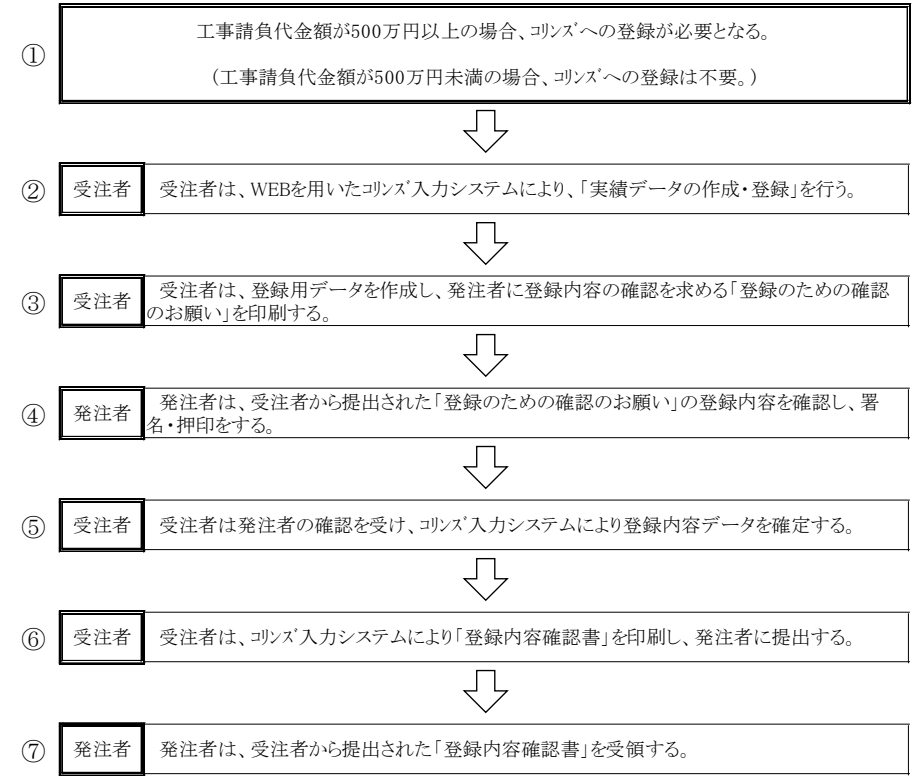 ①
工事請負代金額が500万円以上の場合、コリンズへの登録が必要となる。
(工事請負代金額が500万円未満の場合、コリンズへの登録は不要。)
② 受注者 受注者は、WEBを用いたコリンズ入力システムにより、「実績データの作成・登録」を行う。
③ 受注者 受注者は、登録用データを作成し、発注者に登録内容の確認を求める「登録のための確認
のお願い」を印刷する。
④ 発注者 発注者は、受注者から提出された「登録のための確認のお願い」の登録内容を確認し、署
名・押印をする。
⑤ 受注者 受注者は発注者の確認を受け、コリンズ入力システムにより登録内容データを確定する。
⑥ 受注者 受注者は、コリンズ入力システムにより「登録内容確認書」を印刷し、発注者に提出する。
⑦ 発注者 発注者は、受注者から提出された「登録内容確認書」を受領する。